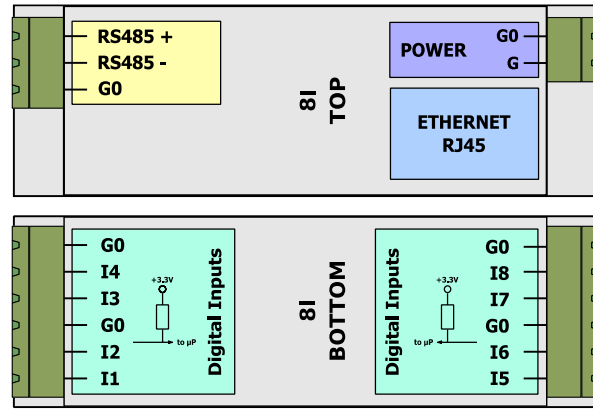 RS485 +
RS485 -
G0
8I
TOP
POWER
G0
G
ETHERNET
RJ45
G0
I4
I3
G0
I2
I1
+3.3V
to µP
Digital Inputs
8I
BOTTOM
Digital Inputs
+3.3V
to µP
G0
I8
I7
G0
I6
I5